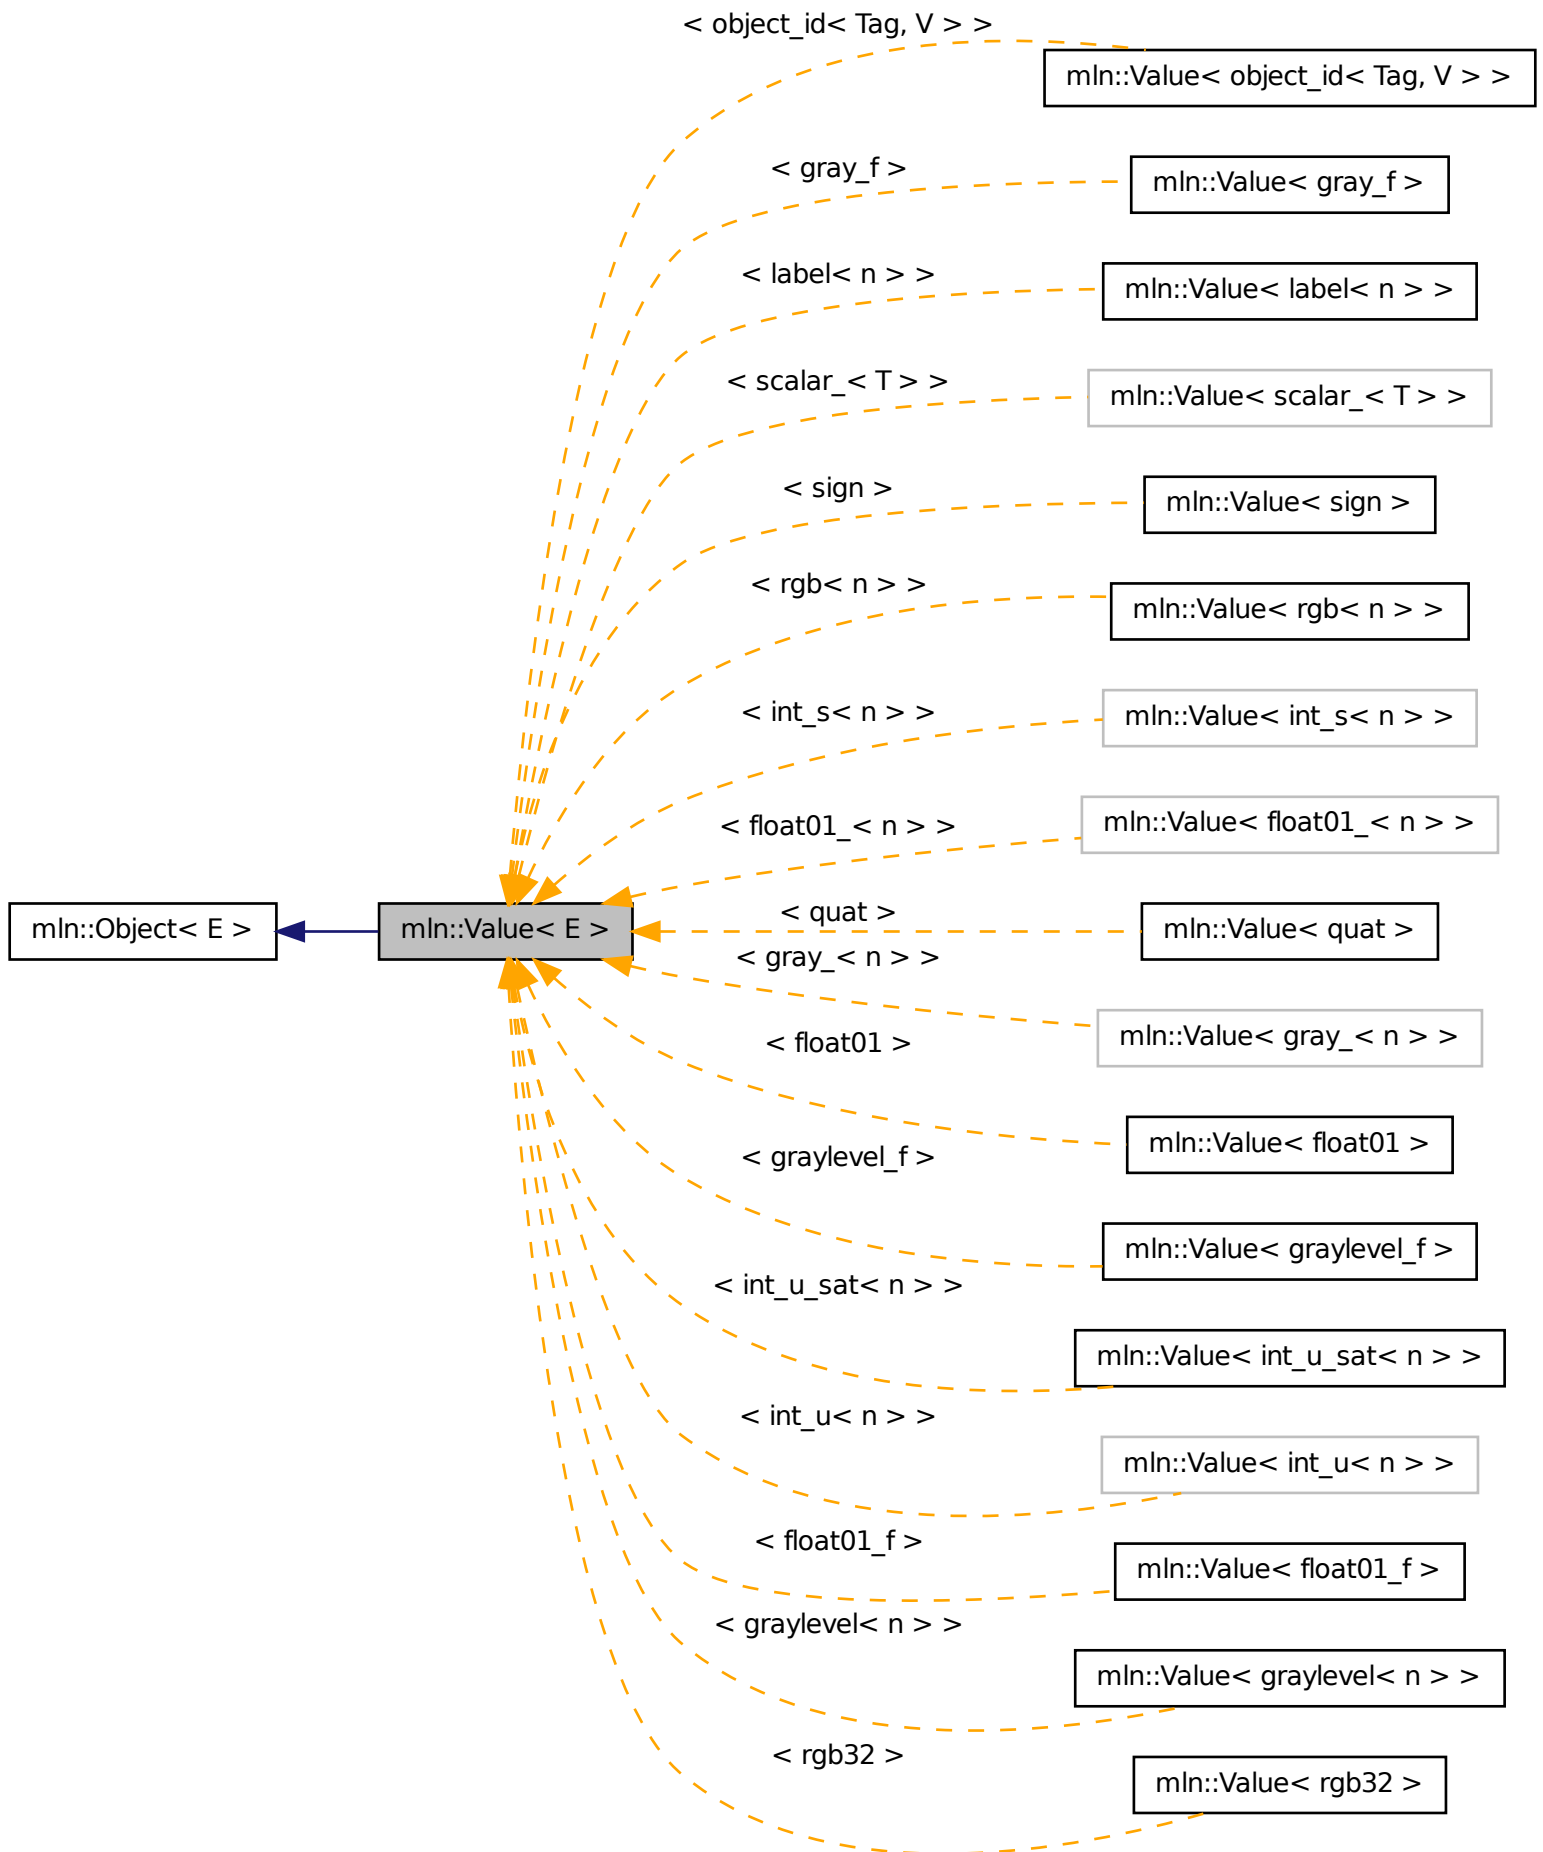 < object_id< Tag, V > >
mln::Value< object_id< Tag, V > >
< gray_f >
mln::Value< gray_f >
< label< n > >
mln::Value< label< n > >
< scalar_< T > >
mln::Value< scalar_< T > >
< sign >
mln::Value< sign >
< rgb< n > >
mln::Value< rgb< n > >
< int_s< n > >
mln::Value< int_s< n > >
< float01_< n > >
mln::Value< float01_< n > >
mln::Object< E >
mln::Value< E >
< quat >
mln::Value< quat >
< gray_< n > >
mln::Value< gray_< n > >
< float01 >
mln::Value< float01 >
< graylevel_f >
mln::Value< graylevel_f >
< int_u_sat< n > >
mln::Value< int_u_sat< n > >
< int_u< n > >
mln::Value< int_u< n > >
< float01_f >
mln::Value< float01_f >
< graylevel< n > >
mln::Value< graylevel< n > >
< rgb32 >
mln::Value< rgb32 >